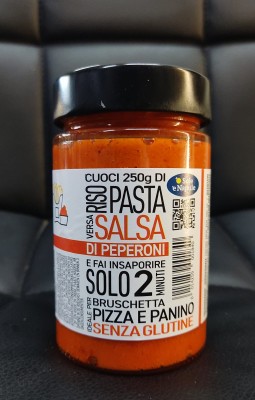 CUOCI 250g DI
RISO PASTA
VERSA SALSA
DI PEPERONI
E FAI INSAPORIRE
SOLO 2 MINUTI
IDEALE PER
BRUSCHETTA
PIZZA E PANINO
SENZA GLUTINE